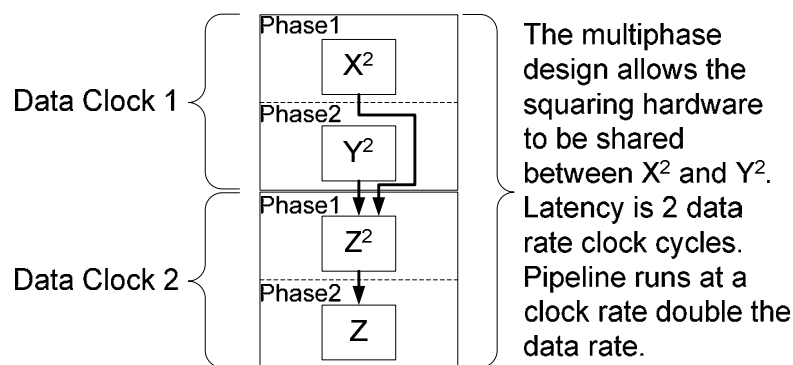 Data Clock 1
Phase1
X²
Phase2
Y²
Data Clock 2
Phase1
Z²
Phase2
Z
The multiphase
design allows the
squaring hardware
to be shared
between X² and Y².
Latency is 2 data
rate clock cycles.
Pipeline runs at a
clock rate double the
data rate.